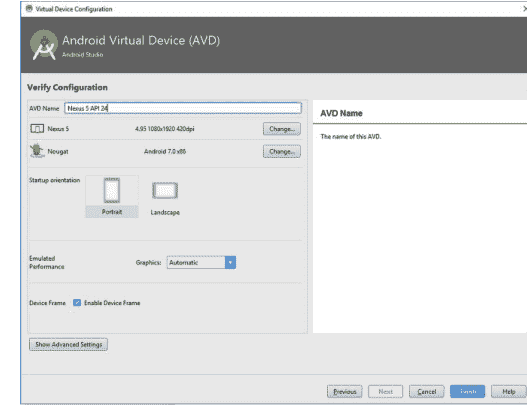 Virtual Device Configuration
Android Virtual Device (AVD)
Android Studio
Verify Configuration
AVD Name Nexus 5 API 24
Nexus 5 4.95 1080x1920 420dpi Change...
Nougat Android 7.0 x86 Change...
Startup orientation
Portrait Landscape
Emulated
Performance Graphics: Automatic
Device Frame Enable Device Frame
Show Advanced Settings
AVD Name
The name of this AVD.
Previous Next Cancel Finish Help